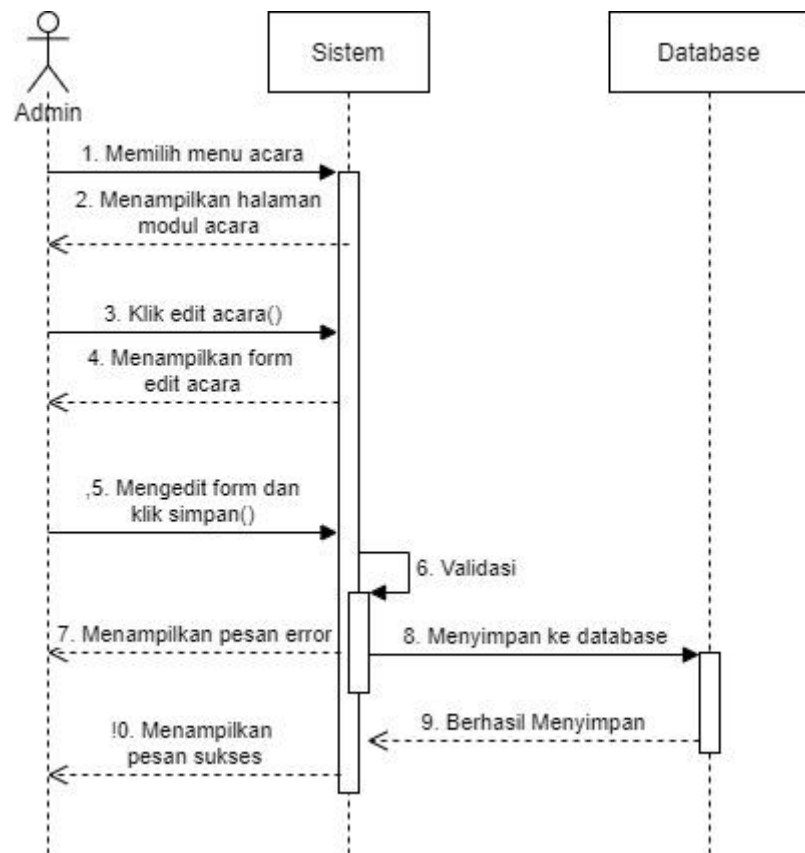 Sistem
Database
Admin
1. Memilih menu acara
2. Menampilkan halaman
modul acara
3. Klik edit acara()
4. Menampilkan form
edit acara
,5. Mengedit form dan
klik simpan()
6. Validasi
7. Menampilkan pesan error
8. Menyimpan ke database
9. Berhasil Menyimpan
!0. Menampilkan
pesan sukses